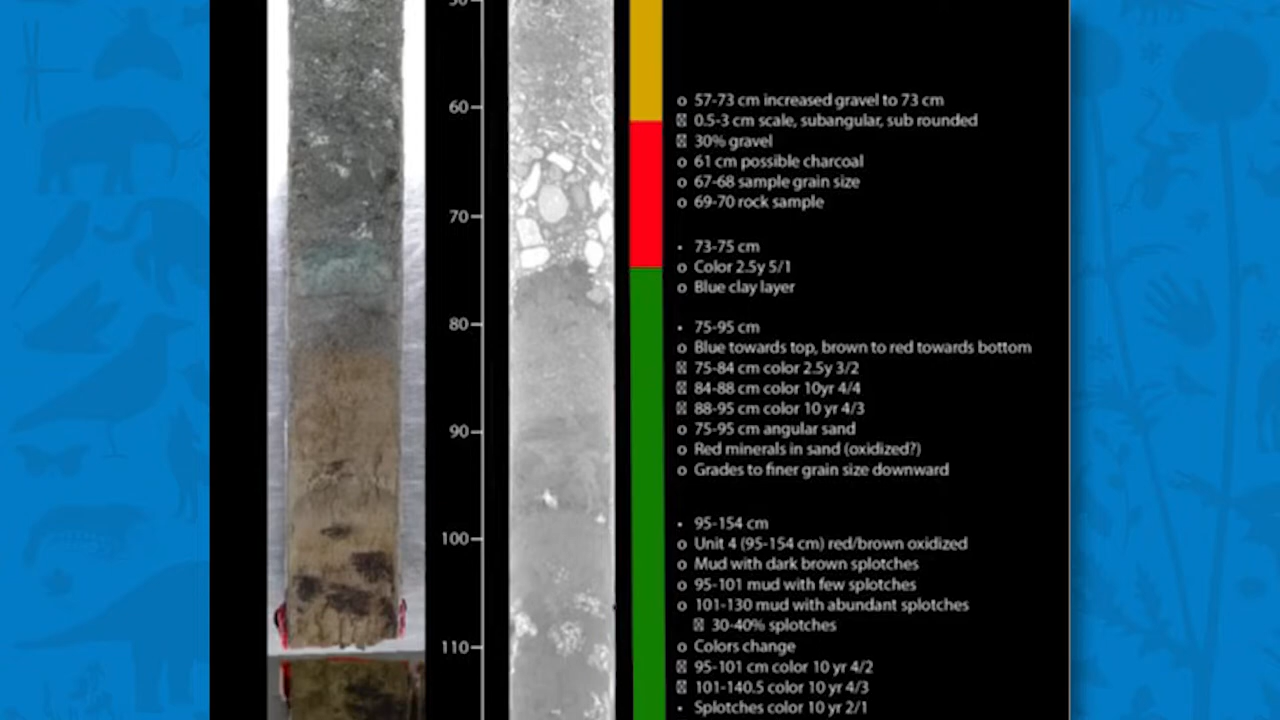 60
70
80
90
100
110
o 57-73 cm increased gravel to 73 cm
0.5-3 cm scale, subangular, sub rounded
30% gravel
o 61 cm possible charcoal
o 67-68 sample grain size
o 69-70 rock sample
· 73-75 cm
o Color 2.5y 5/1
o Blue clay layer
· 75-95 cm
o Blue towards top, brown to red towards bottom
75-84 cm color 2.5y 3/2
84-88 cm color 10yr 4/4
88-95 cm color 10 yr 4/3
o 75-95 cm angular sand
o Red minerals in sand (oxidized?)
o Grades to finer grain size downward
· 95-154 cm
o Unit 4 (95-154 cm) red/brown oxidized
o Mud with dark brown splotches
o 95-101 mud with few splotches
o 101-130 mud with abundant splotches
30-40% splotches
o Colors change
95-101 cm color 10 yr 4/2
101-140.5 color 10 yr 4/3
· Splotches color 10 yr 2/1